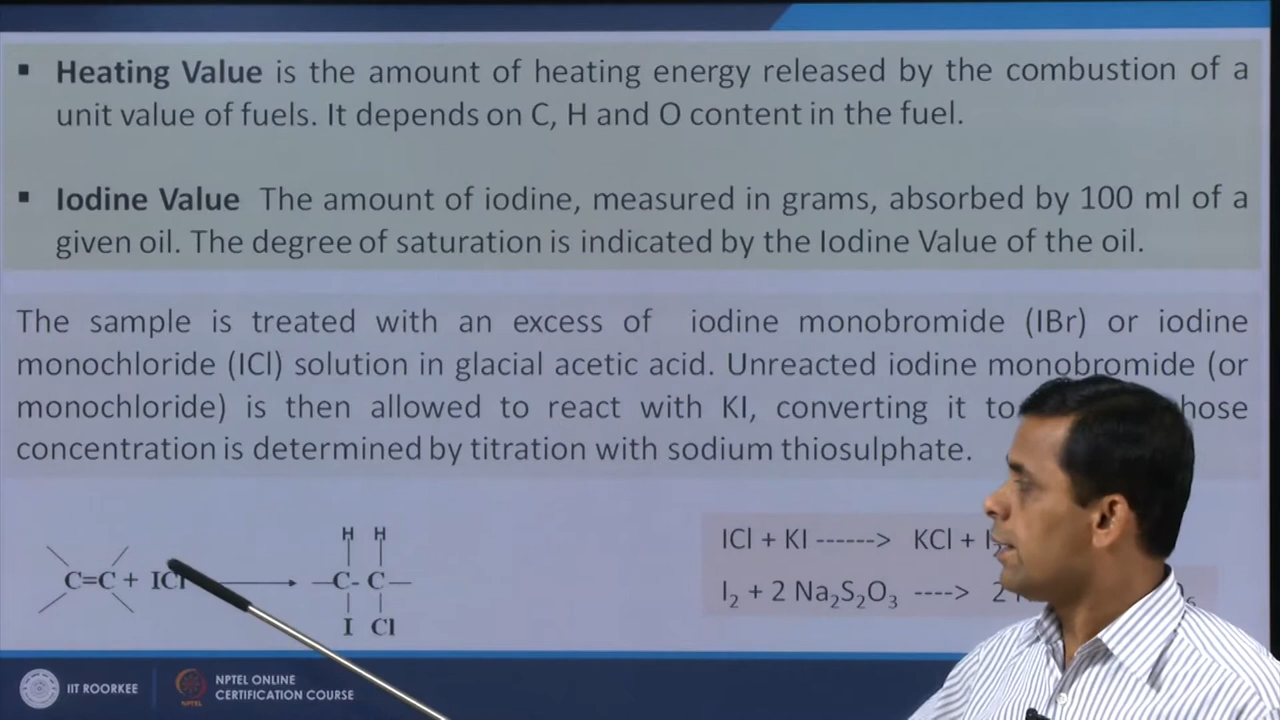 ▪ Heating Value is the amount of heating energy released by the combustion of a
unit value of fuels. It depends on C, H and O content in the fuel.
▪ Iodine Value The amount of iodine, measured in grams, absorbed by 100 ml of a
given oil. The degree of saturation is indicated by the Iodine Value of the oil.
The sample is treated with an excess of iodine monobromide (IBr) or iodine
monochloride (ICl) solution in glacial acetic acid. Unreacted iodine monobromide (or
monochloride) is then allowed to react with KI, converting it to
concentration is determined by titration with sodium thiosulphate.
H H
C=C + ICl
C- C
I Cl
ICl + KI ------> KCl +
I₂ + 2 Na₂S₂O₃ ----> 2
IIT ROORKEE
NPTEL
NPTEL ONLINE
CERTIFICATION COURSE